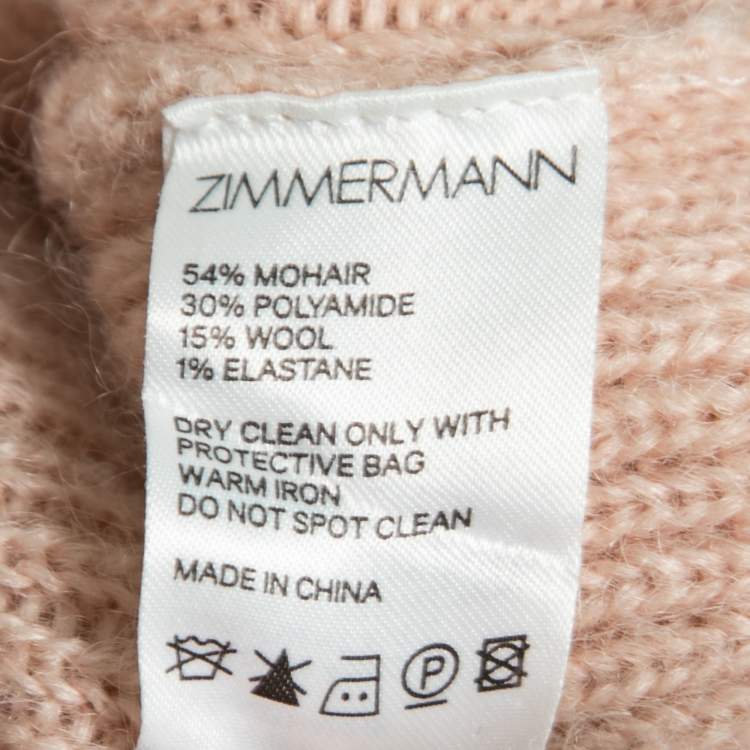 ZIMMERMANN
54% MOHAIR
30% POLYAMIDE
15% WOOL
1% ELASTANE
DRY CLEAN ONLY WITH
PROTECTIVE BAG
WARM IRON
DO NOT SPOT CLEAN
MADE IN CHINA
P